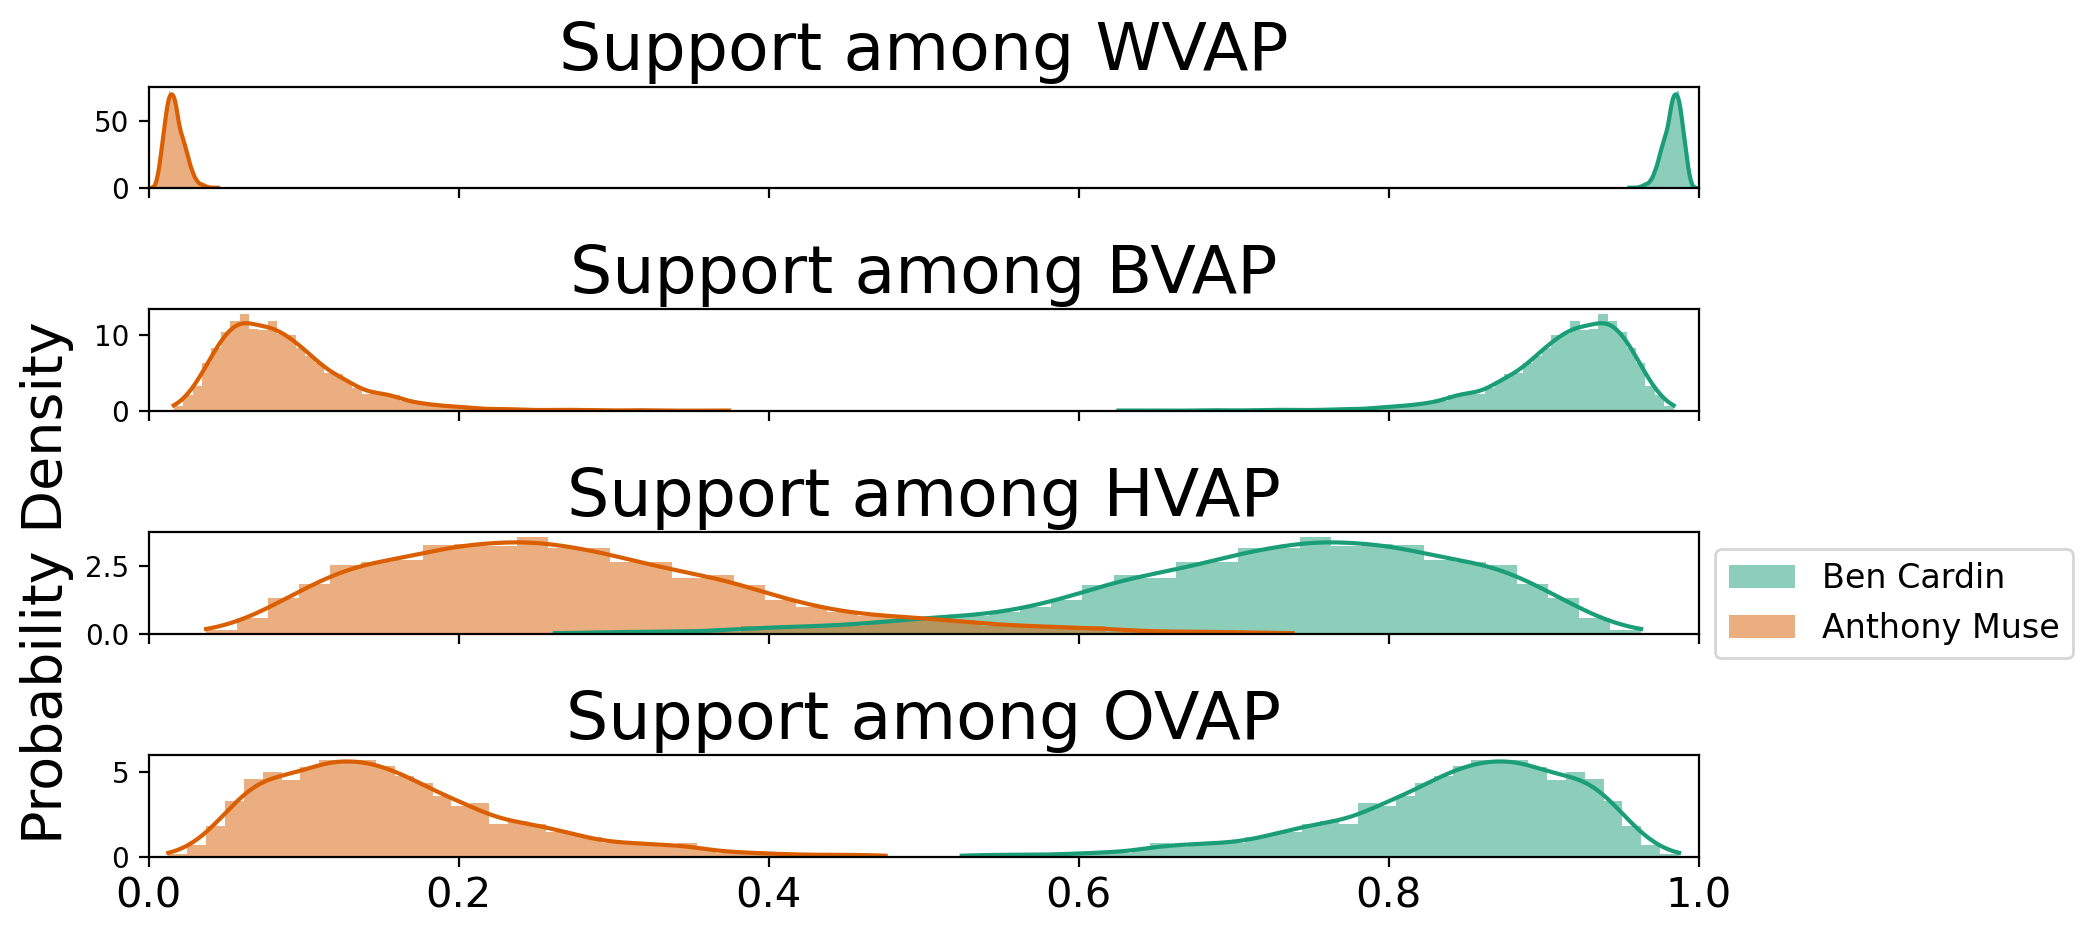 Support among WVAP
50
0
Support among BVAP
10
0
Support among HVAP
2.5
0.0
Support among OVAP
5
0
0.0 0.2 0.4 0.6 0.8 1.0
Probability Density
Ben Cardin
Anthony Muse